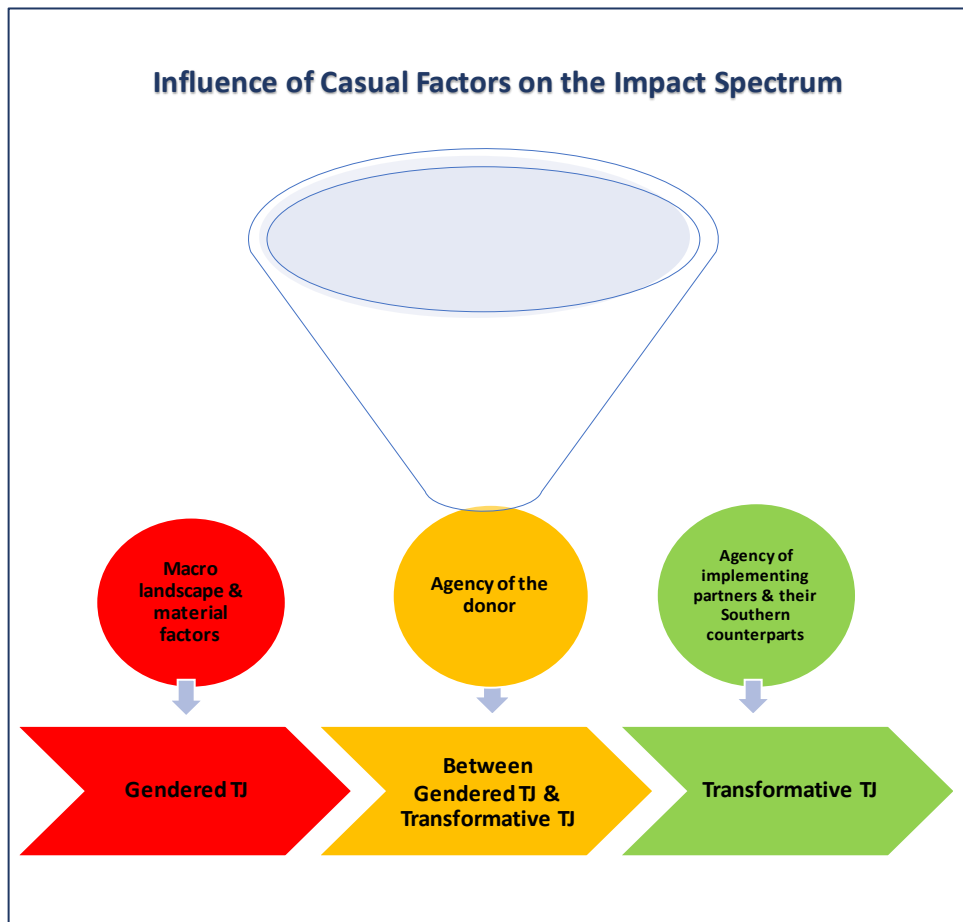 Influence of Casual Factors on the Impact Spectrum
Macro
landscape &
material
factors
Agency of the
donor
Agency of
implementing
partners & their
Southern
counterparts
Gendered TJ
Between
Gendered TJ &
Transformative TJ
Transformative TJ